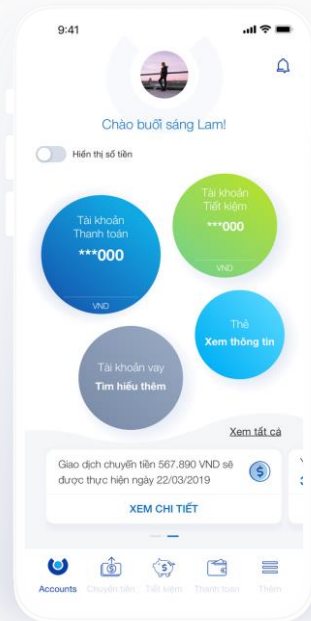 9:41
Chào buổi sáng Lam!
Hiển thị số tiền
Tài khoản
Thanh toán
***000
VND
Tài khoản
Tiết kiệm
***000
VND
Thẻ
Xem thông tin
Tài khoản vay
Tìm hiểu thêm
Xem tất cả
Giao dịch chuyển tiền 567.890 VND sẽ
được thực hiện ngày 22/03/2019
XEM CHI TIẾT
Accounts
Chuyển tiền
Tiết kiệm
Thanh toán
Thêm